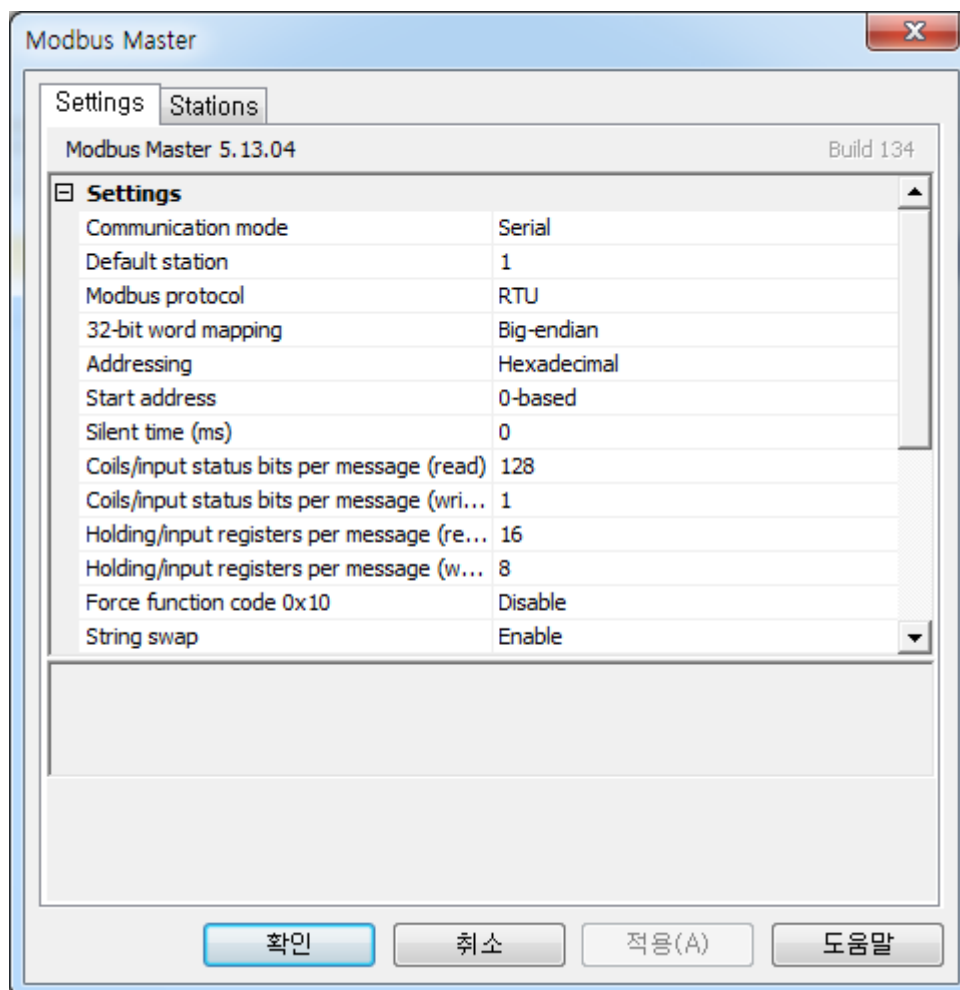 Modbus Master
Settings Stations
Modbus Master 5.13.04 Build 134
Settings
Communication mode Serial
Default station 1
Modbus protocol RTU
32-bit word mapping Big-endian
Addressing Hexadecimal
Start address 0-based
Silent time (ms) 0
Coils/input status bits per message (read) 128
Coils/input status bits per message (wri... 1
Holding/input registers per message (re... 16
Holding/input registers per message (w... 8
Force function code 0x10 Disable
String swap Enable
확인 취소 적용(A) 도움말